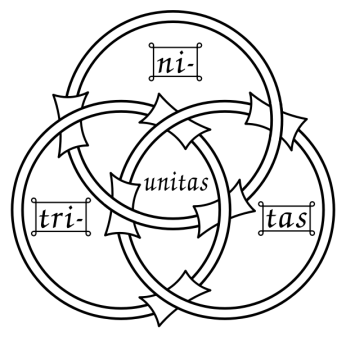 ni-
unitas
tri-
tas